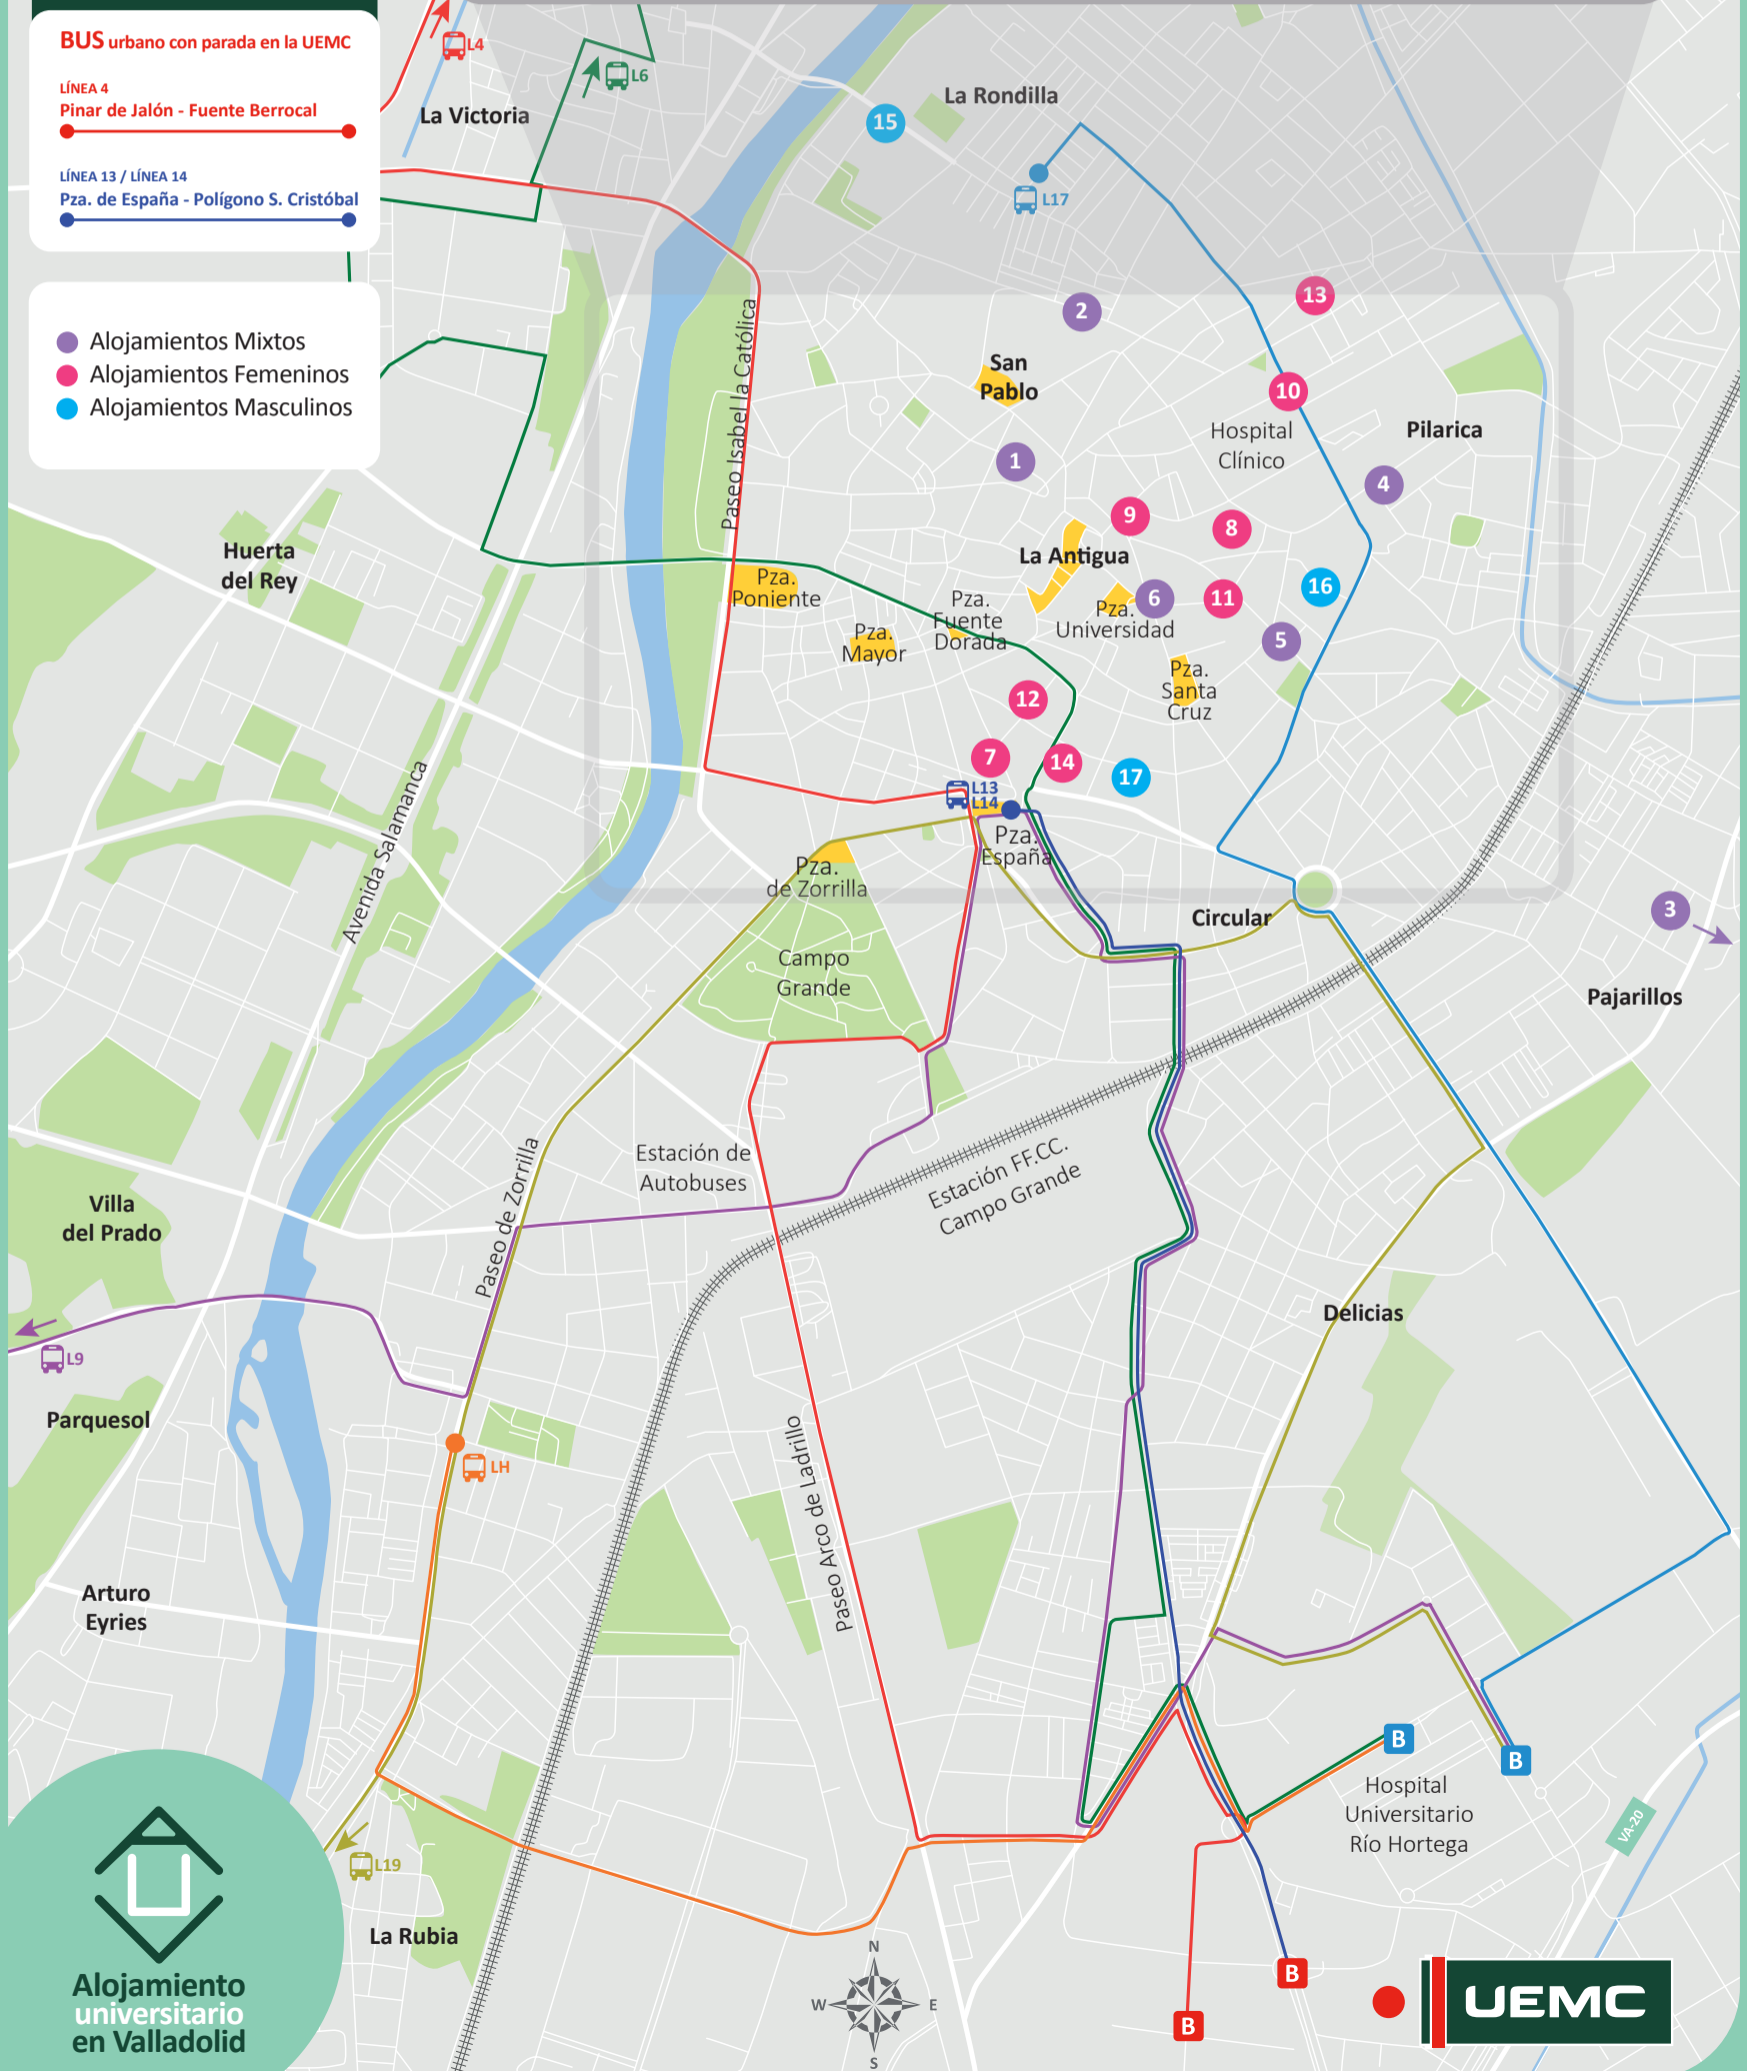 BUS urbano con parada en la UEMC
LÍNEA 4
Pinar de Jalón - Fuente Berrocal
LÍNEA 13 / LÍNEA 14
Pza. de España - Polígono S. Cristóbal
Alojamientos Mixtos
Alojamientos Femeninos
Alojamientos Masculinos
L4
L6
La Victoria
La Rondilla
15
L17
2
13
San
Pablo
10
Hospital
Clínico
Pilarica
1
4
9
8
Paseo Isabel la Católica
Huerta
del Rey
La Antigua
16
Pza.
Poniente
Pza.
Fuente
Dorada
Pza.
Universidad
6
11
Pza.
Mayor
5
Pza.
Santa
Cruz
12
7
14
17
L13
L14
Pza.
España
Avenida Salamanca
Pza.
de Zorrilla
Circular
3
Campo
Grande
Pajarillos
Estación de
Autobuses
Estación FF.CC.
Campo Grande
Villa
del Prado
Paseo de Zorrilla
Delicias
L9
Parquesol
LH
Paseo Arco de Ladrillo
Arturo
Eyries
B
B
Hospital
Universitario
Río Hortega
VA-20
L19
La Rubia
N
W
E
S
B
B
UEMC
Alojamiento
universitario
en Valladolid